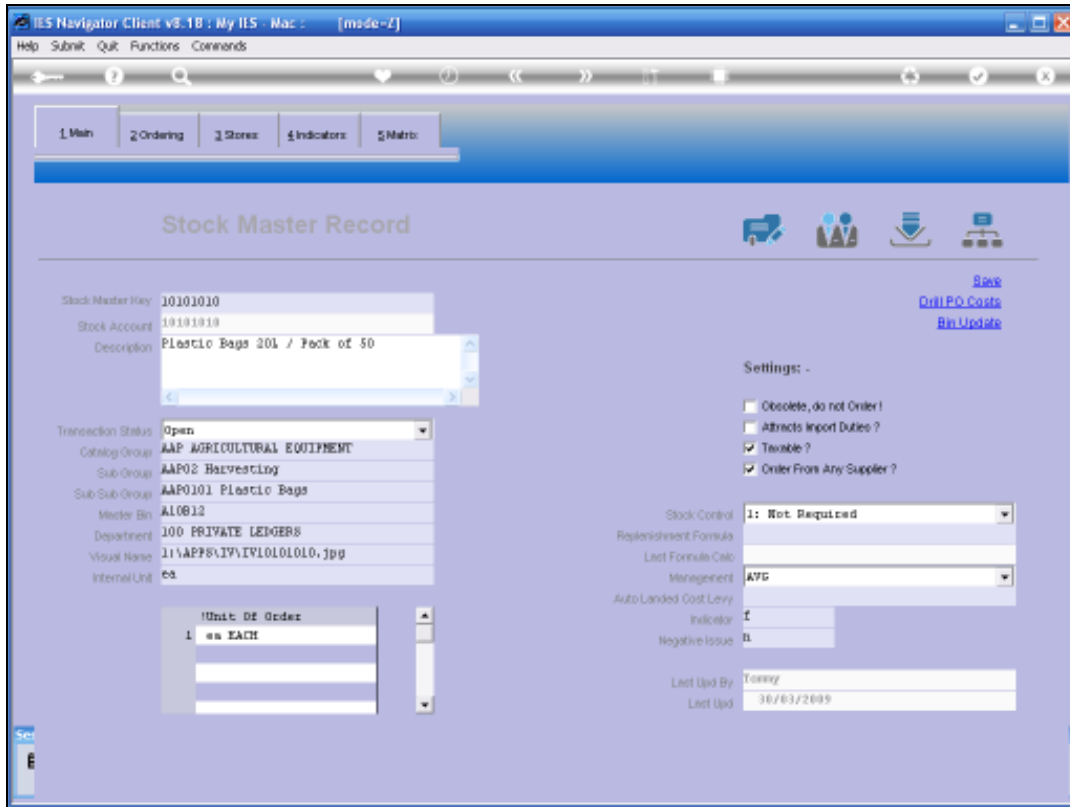 IES Navigator Client v8.18 : My IES - Mac : [mode=Z]
Help Submit Quit Functions Commands
1 Main 2 Ordering 3 Stores 4 Indicators 5 Matrix
Stock Master Record
Save
Drill PO Costs
Bin Update
Stock Master Key 10101010
Stock Account 10101010
Description Plastic Bags 20L / Pack of 50
Transaction Status Open
Catalog Group AAP AGRICULTURAL EQUIPMENT
Sub Group AAP02 Harvesting
Sub Sub Group AAP0101 Plastic Bags
Master Bin A10B12
Department 100 PRIVATE LEDGERS
Visual Name 1:\APPS\IV\IV10101010.jpg
Internal Unit ea
!Unit Of Order
1 ea EACH
Settings: -
Obsolete, do not Order !
Attracts Import Duties ?
Taxable ?
Order From Any Supplier ?
Stock Control 1: Not Required
Replenishment Formula
Last Formula Calc
Management AVG
Auto Landed Cost Levy
Indicator f
Negative Issue n
Last Upd By Tommy
Last Upd 30/03/2009